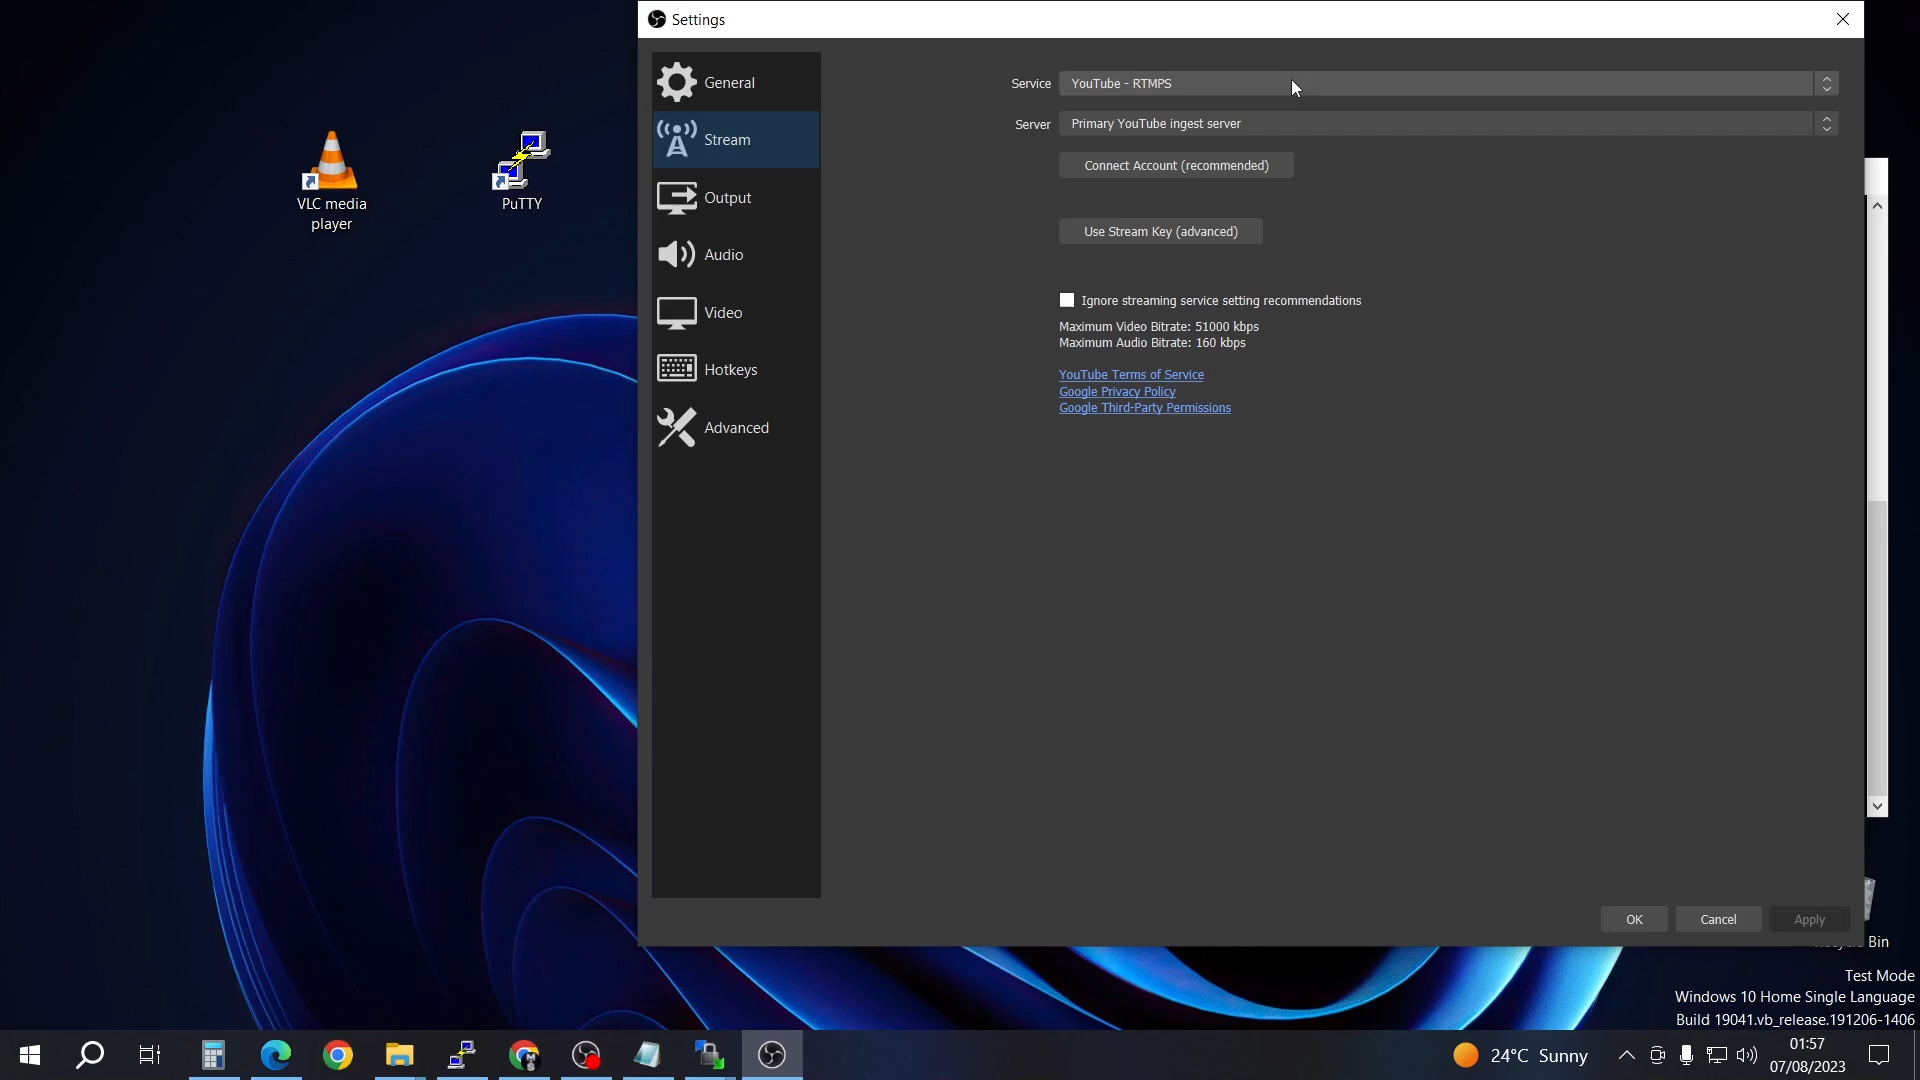 Settings
General
Stream
Output
Audio
Video
Hotkeys
Advanced
Service YouTube - RTMPS
Server Primary YouTube ingest server
Connect Account (recommended)
Use Stream Key (advanced)
Ignore streaming service setting recommendations
Maximum Video Bitrate: 51000 kbps
Maximum Audio Bitrate: 160 kbps
YouTube Terms of Service
Google Privacy Policy
Google Third-Party Permissions
OK Cancel Apply
VLC media
player
PuTTY
Bin
Test Mode
Windows 10 Home Single Language
Build 19041.vb_release.191206-1406
24°C Sunny
01:57
07/08/2023